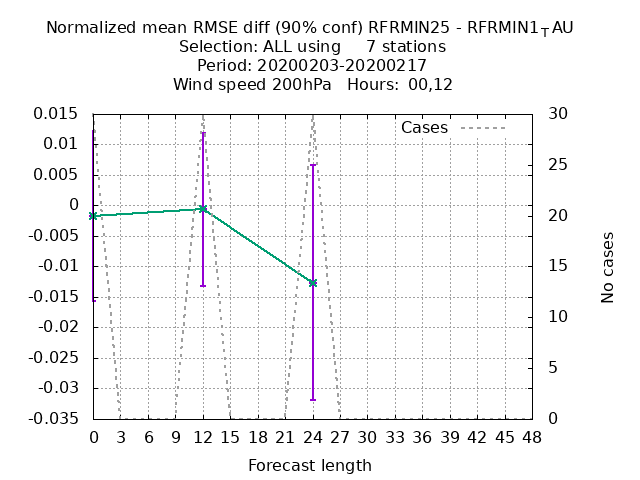 Normalized mean RMSE diff (90% conf) RFRMIN25 - RFRMIN1_TAU
Selection: ALL using 7 stations
Period: 20200203-20200217
Wind speed 200hPa Hours: 00,12
Cases
0.015
0.01
0.005
0
-0.005
-0.01
-0.015
-0.02
-0.025
-0.03
-0.035
30
25
20
15
10
5
0
No cases
0 3 6 9 12 15 18 21 24 27 30 33 36 39 42 45 48
Forecast length